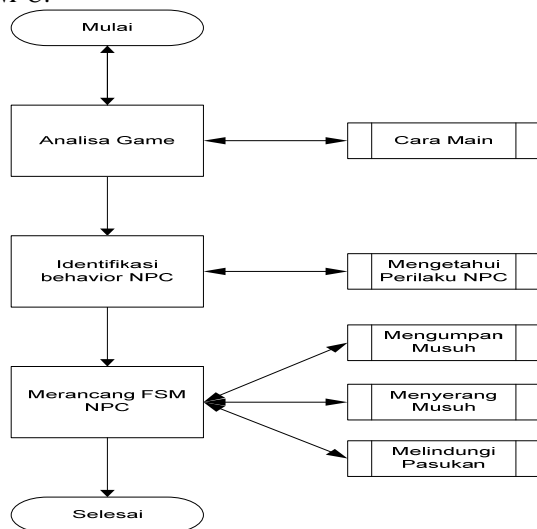 Mulai
Analisa Game
Cara Main
Identifikasi
behavior NPC
Mengetahui
Perilaku NPC
Merancang FSM
NPC
Mengumpan
Musuh
Menyerang
Musuh
Melindungi
Pasukan
Selesai